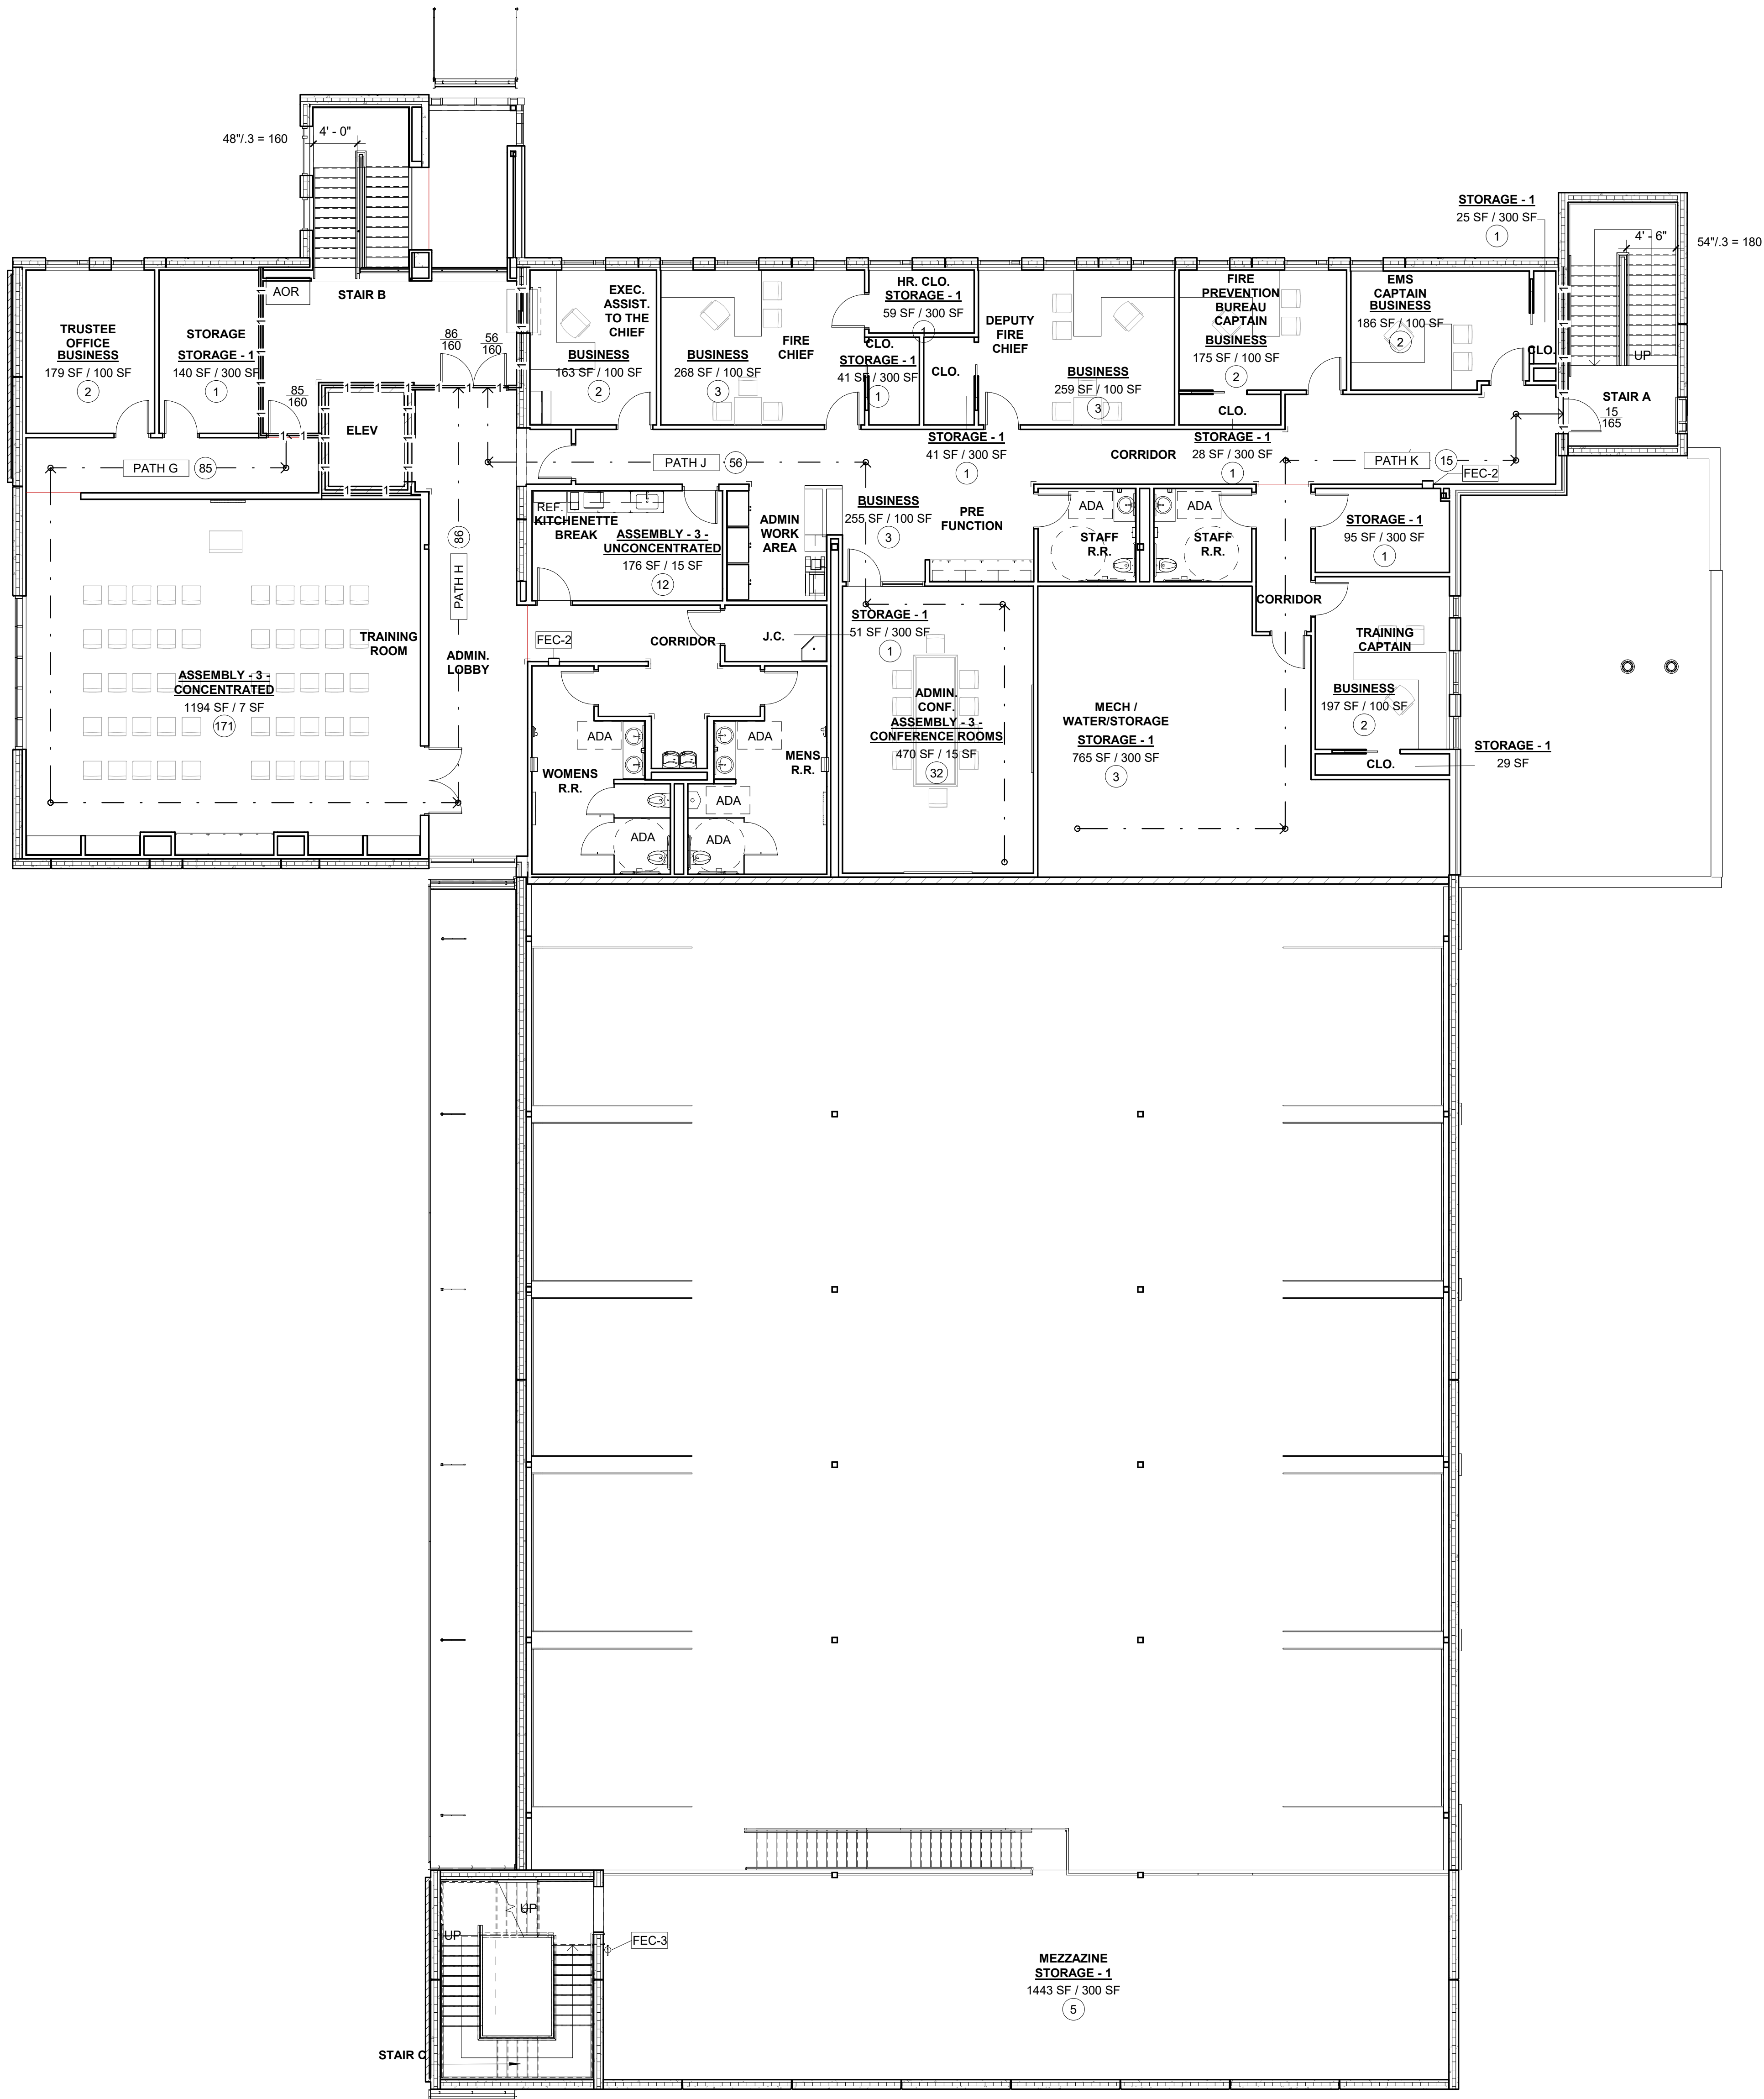 48"/.3 = 160
4' - 0"
STORAGE - 1
25 SF / 300 SF
1
4' - 6"
54"/.3 = 180
AOR
STAIR B
TRUSTEE
OFFICE
BUSINESS
179 SF / 100 SF
2
STORAGE
STORAGE - 1
140 SF / 300 SF
1
85
160
86
160
56
160
ELEV
EXEC.
ASSIST.
TO THE
CHIEF
BUSINESS
163 SF / 100 SF
2
BUSINESS
268 SF / 100 SF
3
FIRE
CHIEF
HR. CLO.
STORAGE - 1
59 SF / 300 SF
1
CLO.
STORAGE - 1
41 SF / 300 SF
1
CLO.
DEPUTY
FIRE
CHIEF
BUSINESS
259 SF / 100 SF
3
FIRE
PREVENTION
BUREAU
CAPTAIN
BUSINESS
175 SF / 100 SF
2
CLO.
EMS
CAPTAIN
BUSINESS
186 SF / 100 SF
2
CLO.
UP
STAIR A
15
165
PATH G
85
PATH J
56
STORAGE - 1
41 SF / 300 SF
1
CORRIDOR
STORAGE - 1
28 SF / 300 SF
1
PATH K
15
FEC-2
86
PATH H
REF.
KITCHENETTE
BREAK
ASSEMBLY - 3 -
UNCONCENTRATED
176 SF / 15 SF
12
ADMIN
WORK
AREA
BUSINESS
255 SF / 100 SF
3
PRE
FUNCTION
ADA
STAFF
R.R.
ADA
STAFF
R.R.
STORAGE - 1
95 SF / 300 SF
1
CORRIDOR
TRAINING
ROOM
ASSEMBLY - 3 -
CONCENTRATED
1194 SF / 7 SF
171
ADMIN.
LOBBY
FEC-2
CORRIDOR
J.C.
STORAGE - 1
51 SF / 300 SF
1
TRAINING
CAPTAIN
BUSINESS
197 SF / 100 SF
2
ADMIN.
CONF.
ASSEMBLY - 3 -
CONFERENCE ROOMS
470 SF / 15 SF
32
MECH /
WATER/STORAGE
STORAGE - 1
765 SF / 300 SF
3
CLO.
STORAGE - 1
29 SF
ADA
ADA
WOMENS
R.R.
MENS
R.R.
ADA
ADA
ADA
UP
UP
FEC-3
STAIR C
MEZZAZINE
STORAGE - 1
1443 SF / 300 SF
5